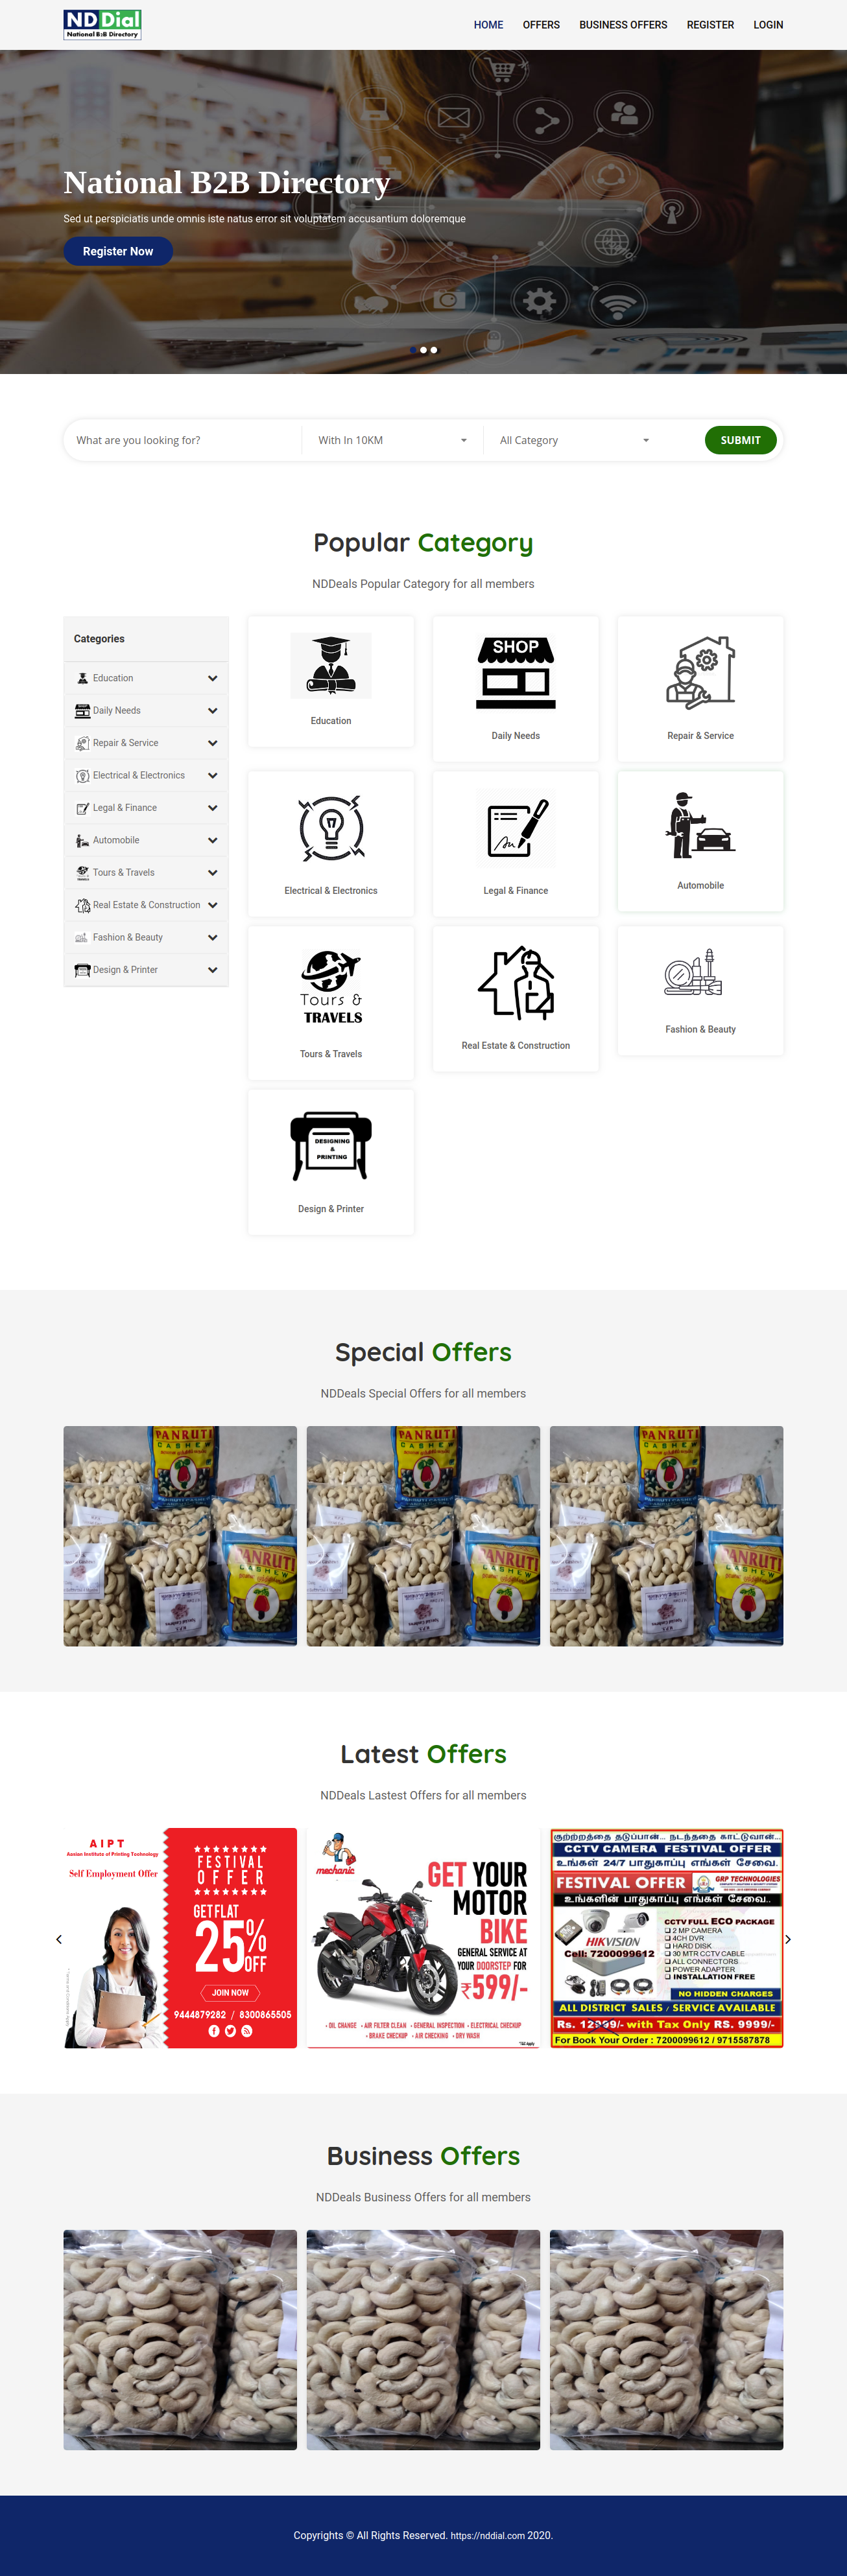 NDDial
National B2B Directory
HOME
OFFERS
BUSINESS OFFERS
REGISTER
LOGIN
National B2B Directory
Sed ut perspiciatis unde omnis iste natus error sit voluptatem accusantium doloremque
Register Now
What are you looking for?
With In 10KM
All Category
SUBMIT
Popular Category
NDDeals Popular Category for all members
Categories
Education
Daily Needs
Repair & Service
Electrical & Electronics
Legal & Finance
Automobile
Tours & Travels
Real Estate & Construction
Fashion & Beauty
Design & Printer
Education
SHOP
Daily Needs
Repair & Service
Electrical & Electronics
Legal & Finance
Automobile
Tours &
TRAVELS
Tours & Travels
Real Estate & Construction
Fashion & Beauty
DESIGNING
&
PRINTING
Design & Printer
Special Offers
NDDeals Special Offers for all members
PANRUTI
CASHEW
PANRUTI
CASHEW
PANRUTI
CASHEW
PANRUTI
CASHEW
PANRUTI
CASHEW
PANRUTI
CASHEW
Latest Offers
NDDeals Lastest Offers for all members
AIPT
Aasian Institute of Printing Technology
Self Employment Offer
FESTIVAL
OFFER
GET FLAT
25%
OFF
JOIN NOW
9444879282 / 8300865505
mechanic
GET YOUR
MOTOR
BIKE
GENERAL SERVICE AT
YOUR DOORSTEP FOR
₹599/-
• OIL CHANGE • AIR FILTER CLEAN • GENERAL INSPECTION • ELECTRICAL CHECKUP
• BRAKE CHECKUP • AIR CHECKING • DRY WASH
*T&C Apply
குற்றத்தை தடுப்பான்... நடந்ததை காட்டுவான்...
CCTV CAMERA FESTIVAL OFFER
உங்கள் 24/7 பாதுகாப்பு எங்கள் சேவை.
FESTIVAL OFFER
GRP TECHNOLOGIES
உங்களின் பாதுகாப்பு எங்கள் சேவை..
CCTV FULL ECO PACKAGE
HIKVISION
Cell: 7200099612
2 MP CAMERA
4CH DVR
HARD DISK
30 MTR CCTV CABLE
ALL CONNECTORS
POWER ADAPTER
INSTALLATION FREE
NO HIDDEN CHARGES
ALL DISTRICT SALES / SERVICE AVAILABLE
with Tax Only RS. 9999/-
For Book Your Order : 7200099612 / 9715587878
Business Offers
NDDeals Business Offers for all members
Copyrights © All Rights Reserved. https://nddial.com 2020.